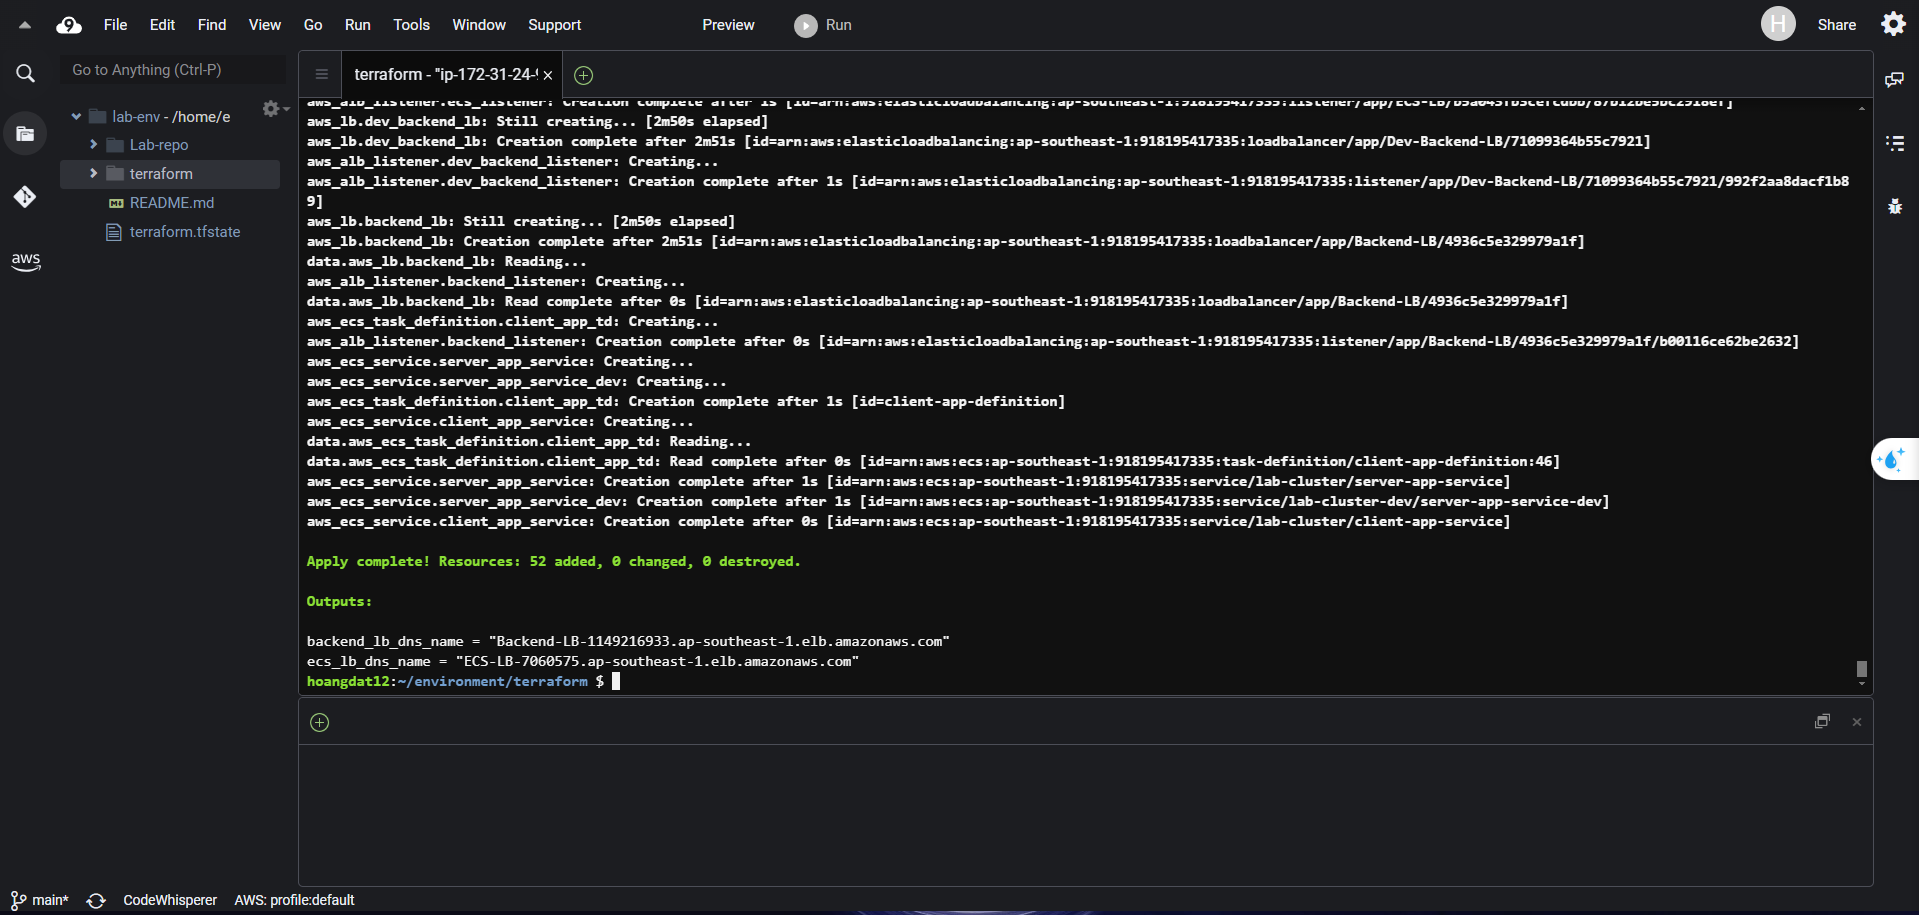 File Edit Find View Go Run Tools Window Support Preview Run H Share
Go to Anything (Ctrl-P)
lab-env - /home/e
Lab-repo
terraform
README.md
terraform.tfstate
aws
terraform - "ip-172-31-24-
aws_lb.dev_backend_lb: Still creating... [2m50s elapsed]
aws_lb.dev_backend_lb: Creation complete after 2m51s [id=arn:aws:elasticloadbalancing:ap-southeast-1:918195417335:loadbalancer/app/Dev-Backend-LB/71099364b55c7921]
aws_alb_listener.dev_backend_listener: Creating...
aws_alb_listener.dev_backend_listener: Creation complete after 1s [id=arn:aws:elasticloadbalancing:ap-southeast-1:918195417335:listener/app/Dev-Backend-LB/71099364b55c7921/992f2aa8dacf1b8
9]
aws_lb.backend_lb: Still creating... [2m50s elapsed]
aws_lb.backend_lb: Creation complete after 2m51s [id=arn:aws:elasticloadbalancing:ap-southeast-1:918195417335:loadbalancer/app/Backend-LB/4936c5e329979a1f]
data.aws_lb.backend_lb: Reading...
aws_alb_listener.backend_listener: Creating...
data.aws_lb.backend_lb: Read complete after 0s [id=arn:aws:elasticloadbalancing:ap-southeast-1:918195417335:loadbalancer/app/Backend-LB/4936c5e329979a1f]
aws_ecs_task_definition.client_app_td: Creating...
aws_alb_listener.backend_listener: Creation complete after 0s [id=arn:aws:elasticloadbalancing:ap-southeast-1:918195417335:listener/app/Backend-LB/4936c5e329979a1f/b00116ce62be2632]
aws_ecs_service.server_app_service: Creating...
aws_ecs_service.server_app_service_dev: Creating...
aws_ecs_task_definition.client_app_td: Creation complete after 1s [id=client-app-definition]
aws_ecs_service.client_app_service: Creating...
data.aws_ecs_task_definition.client_app_td: Reading...
data.aws_ecs_task_definition.client_app_td: Read complete after 0s [id=arn:aws:ecs:ap-southeast-1:918195417335:task-definition/client-app-definition:46]
aws_ecs_service.server_app_service: Creation complete after 1s [id=arn:aws:ecs:ap-southeast-1:918195417335:service/lab-cluster/server-app-service]
aws_ecs_service.server_app_service_dev: Creation complete after 1s [id=arn:aws:ecs:ap-southeast-1:918195417335:service/lab-cluster-dev/server-app-service-dev]
aws_ecs_service.client_app_service: Creation complete after 0s [id=arn:aws:ecs:ap-southeast-1:918195417335:service/lab-cluster/client-app-service]
Apply complete! Resources: 52 added, 0 changed, 0 destroyed.
Outputs:
backend_lb_dns_name = "Backend-LB-1149216933.ap-southeast-1.elb.amazonaws.com"
ecs_lb_dns_name = "ECS-LB-7060575.ap-southeast-1.elb.amazonaws.com"
hoangdat12:~/environment/terraform $
main* CodeWhisperer AWS: profile:default